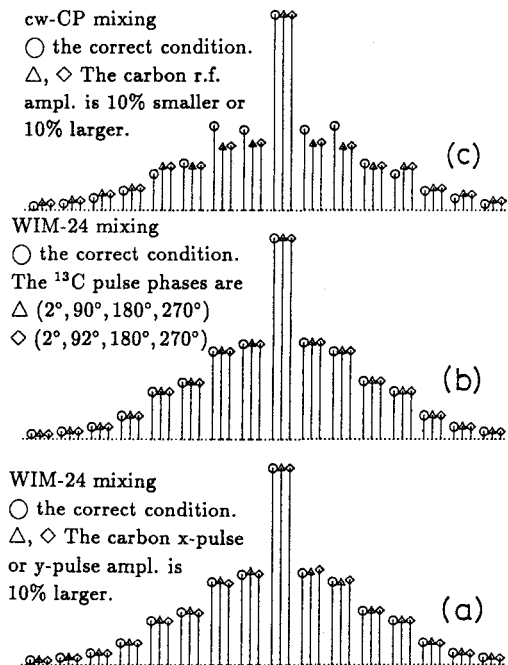 cw-CP mixing
○ the correct condition.
△, ◇ The carbon r.f.
ampl. is 10% smaller or
10% larger.
(c)
WIM-24 mixing
○ the correct condition.
The ¹³C pulse phases are
△ (2°, 90°, 180°, 270°)
◇ (2°, 92°, 180°, 270°)
(b)
WIM-24 mixing
○ the correct condition.
△, ◇ The carbon x-pulse
or y-pulse ampl. is
10% larger.
(a)